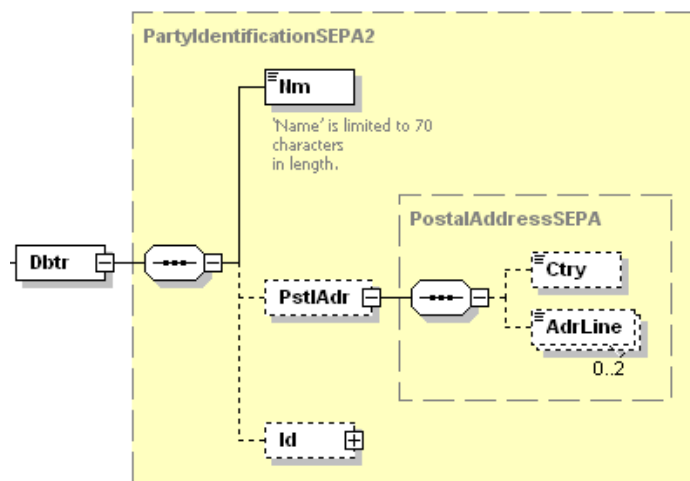 PartyIdentificationSEPA2
Nm
'Name' is limited to 70
characters
in length.
PostalAddressSEPA
Dbtr
Ctry
PstlAdr
AdrLine
0..2
Id